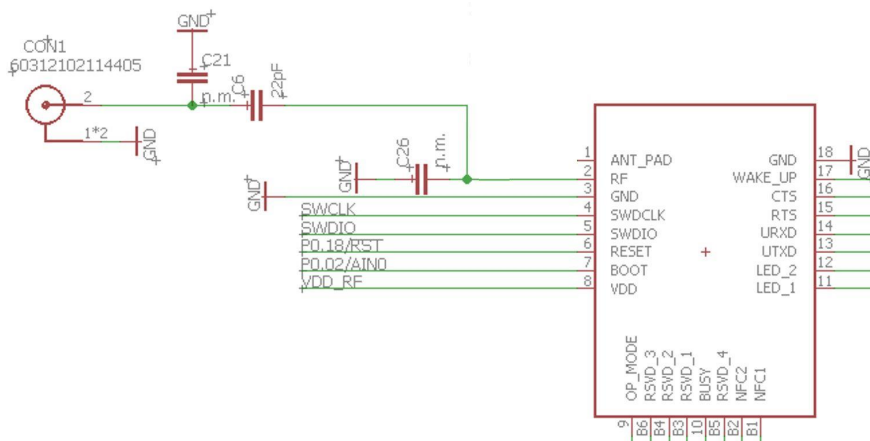 GND
CON1
60312102114405
C21
C6
22pF
n.m.
2
1*2
GND
C26
n.m.
GND
GND
SWCLK
SWDIO
P0.18/RST
P0.02/AIN0
VDD_RF
1 ANT_PAD
2 RF
3 GND
4 SWDCLK
5 SWDIO
6 RESET
7 BOOT
8 VDD
GND 18
GND
WAKE_UP 17
CTS 16
RTS 15
URXD 14
UTXD 13
LED_2 12
LED_1 11
OP_MODE
RSVD_3
RSVD_2
RSVD_1
BUSY
RSVD_4
NFC2
NFC1
9
B6
B4
B3
10
B5
B2
B1